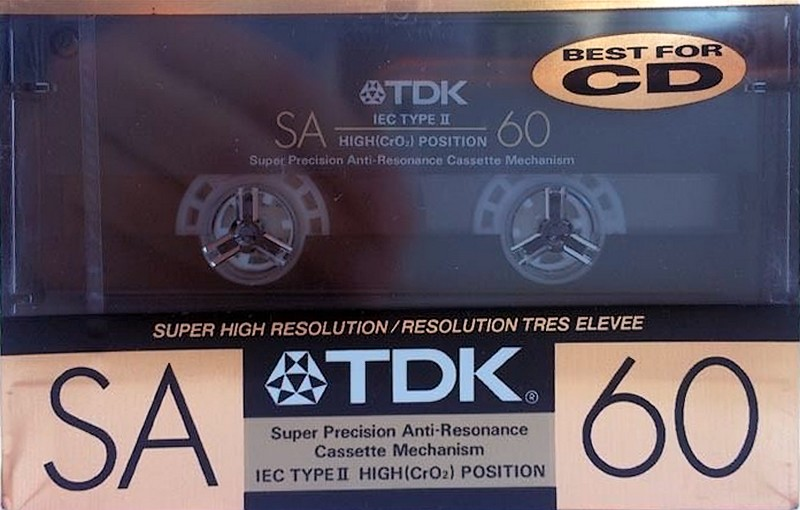 BEST FOR
CD
TDK
SA IEC TYPE II 60
HIGH(CrO₂) POSITION
Super Precision Anti-Resonance Cassette Mechanism
SUPER HIGH RESOLUTION/RESOLUTION TRES ELEVEE
SA TDK® 60
Super Precision Anti-Resonance
Cassette Mechanism
IEC TYPE II HIGH(CrO₂) POSITION